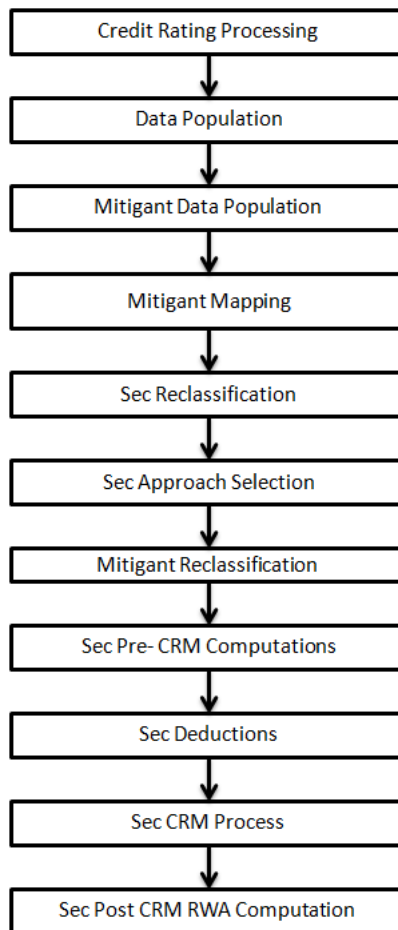 Credit Rating Processing
Data Population
Mitigant Data Population
Mitigant Mapping
Sec Reclassification
Sec Approach Selection
Mitigant Reclassification
Sec Pre- CRM Computations
Sec Deductions
Sec CRM Process
Sec Post CRM RWA Computation